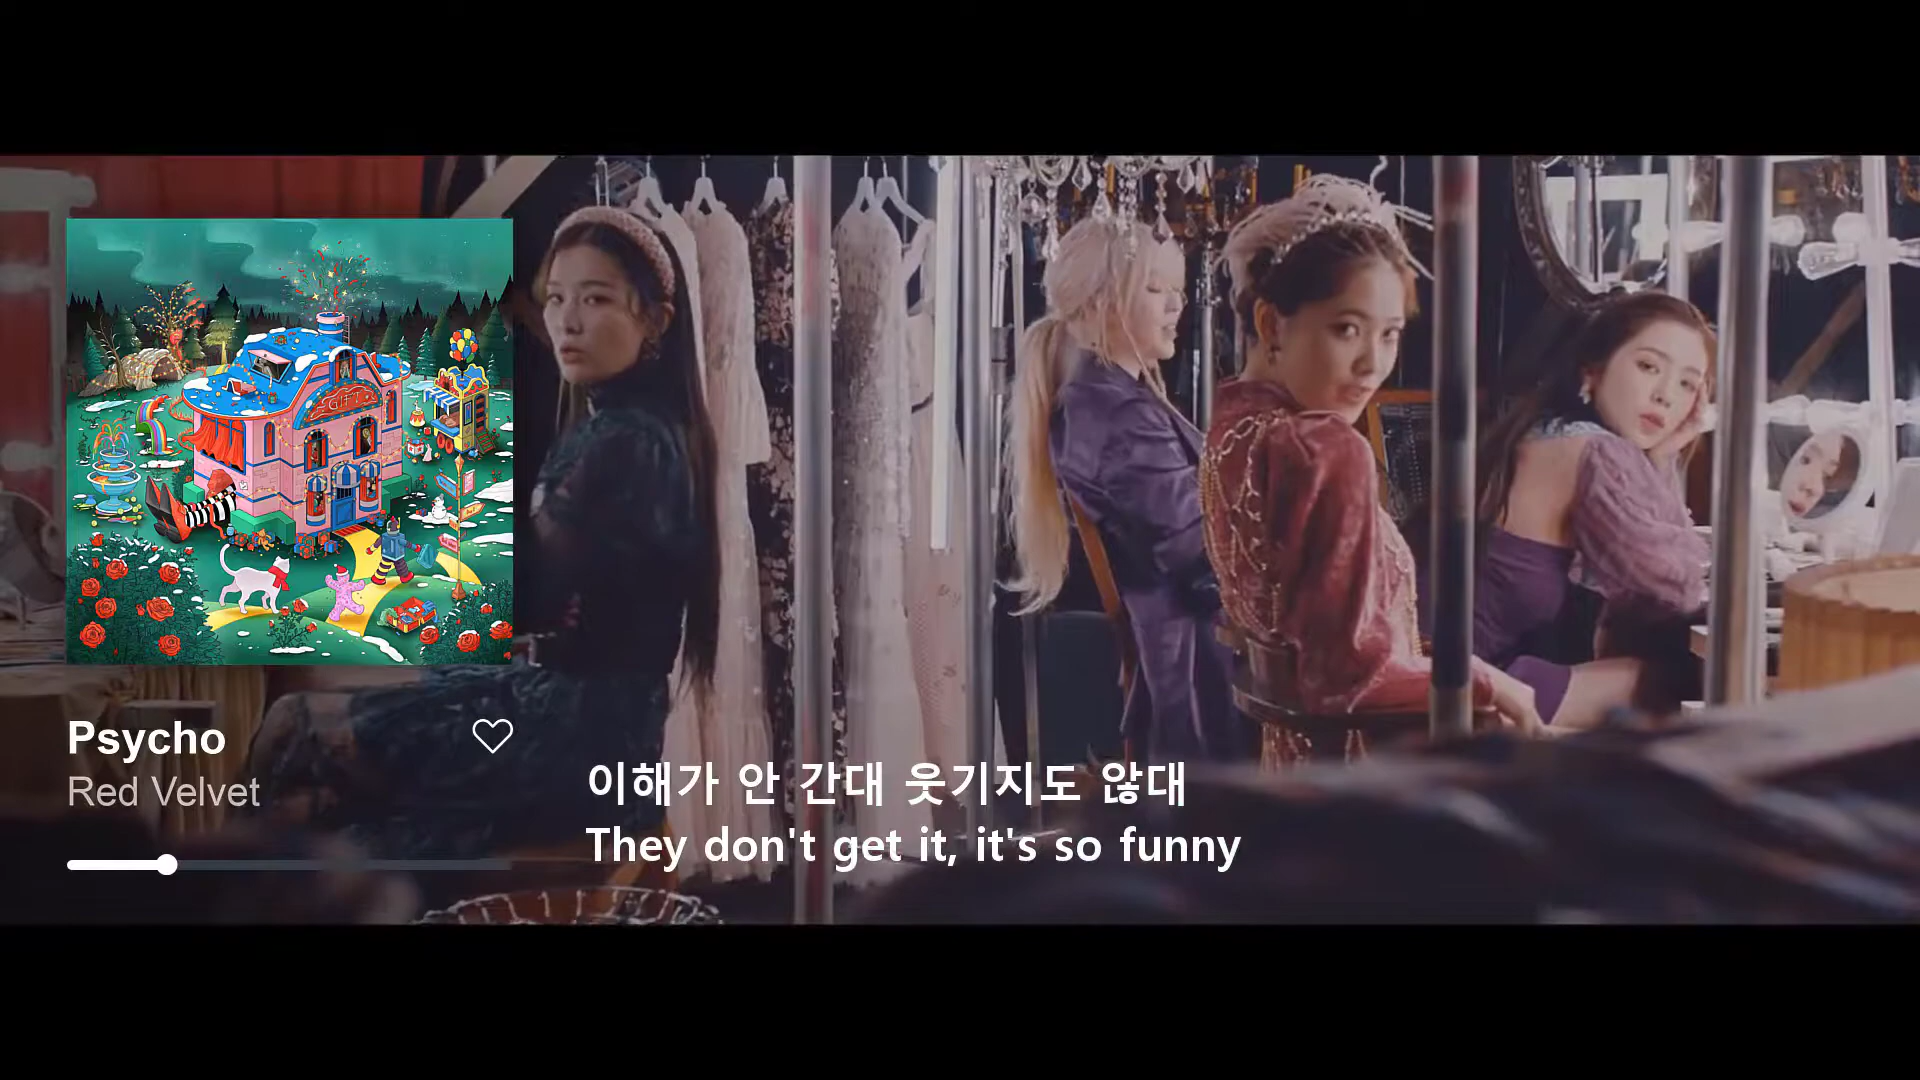 GIFT
Psycho
Red Velvet
이해가 안 간대 웃기지도 않대
They don't get it, it's so funny